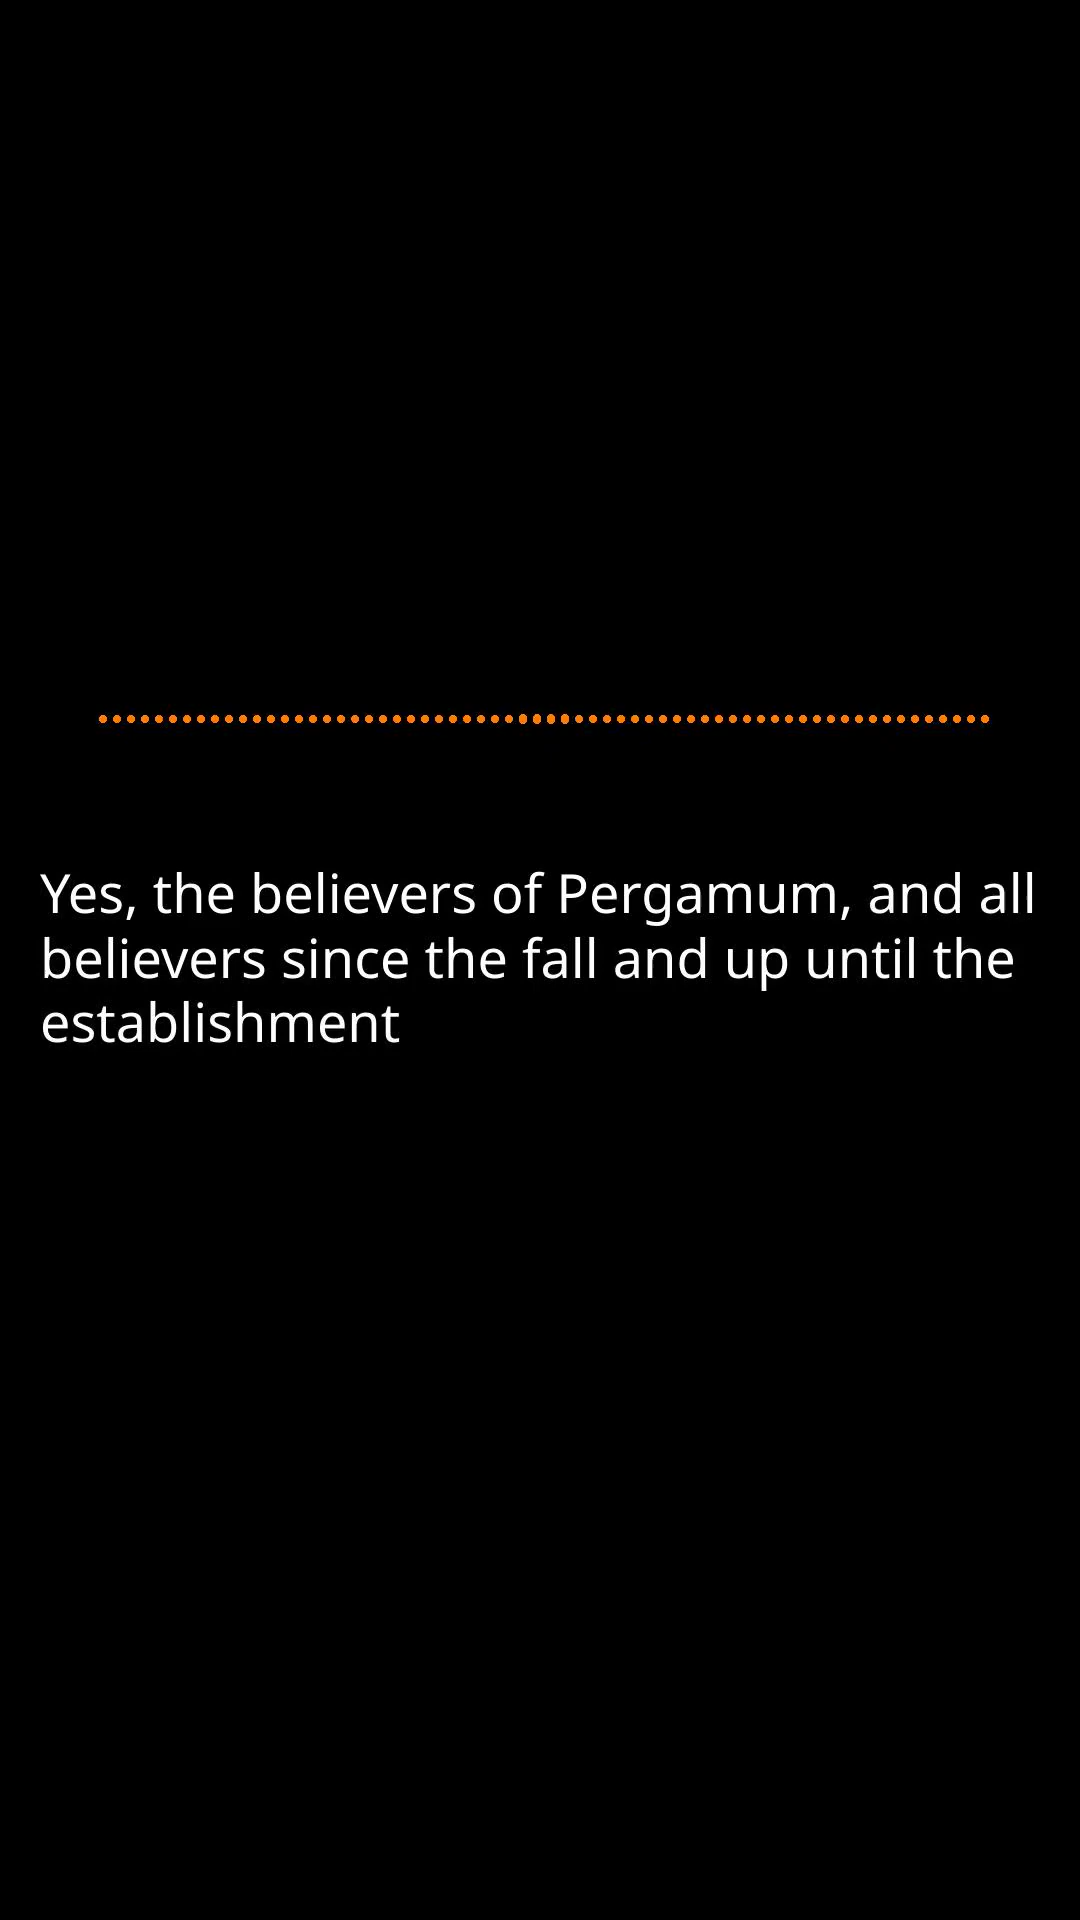 Yes, the believers of Pergamum, and all
believers since the fall and up until the
establishment